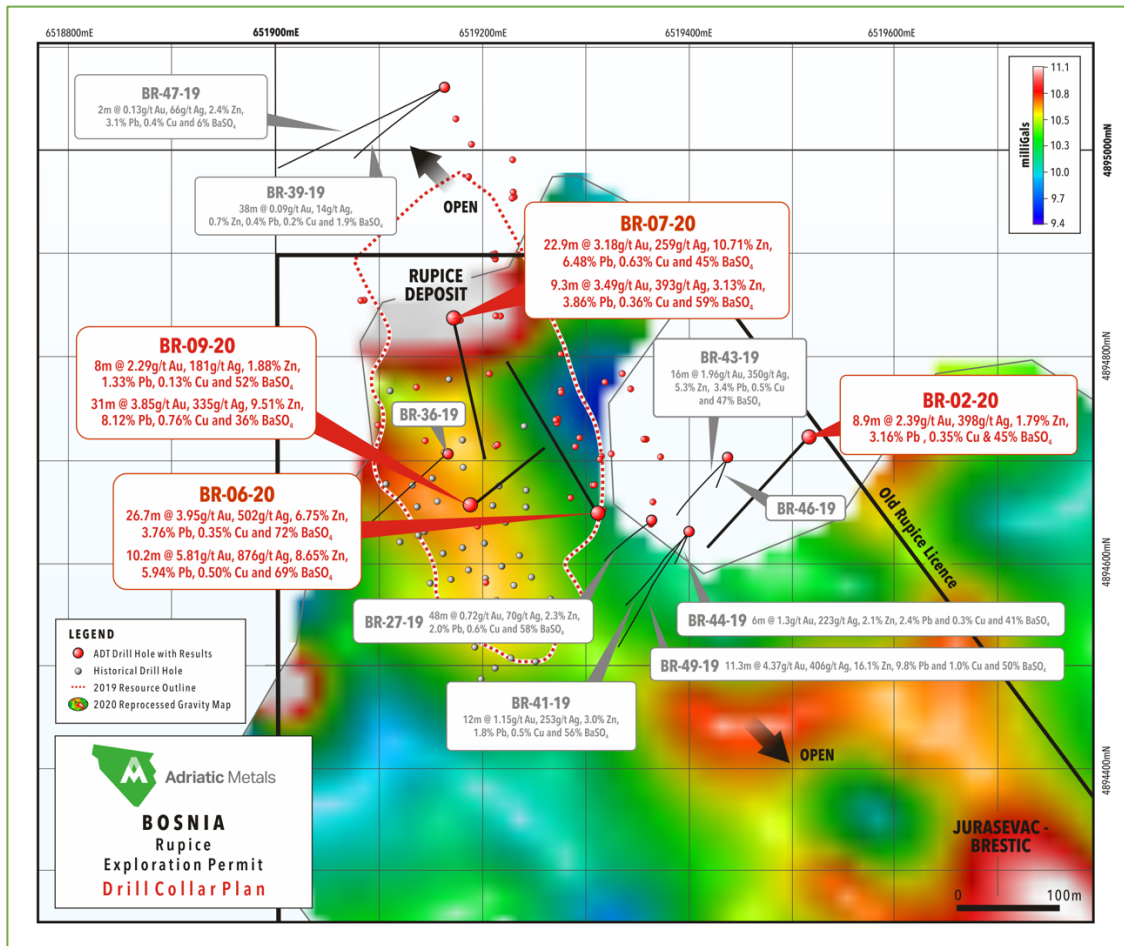 6518800mE
6519000mE
6519200mE
6519400mE
6519600mE
BR-47-19
2m @ 0.13g/t Au, 66g/t Ag, 2.4% Zn,
3.1% Pb, 0.4% Cu and 6% BaSO₄
11.1
10.8
10.5
10.3
10.0
9.7
9.4
milliGals
4895000mN
BR-39-19
38m @ 0.09g/t Au, 14g/t Ag,
0.7% Zn, 0.4% Pb, 0.2% Cu and 1.9% BaSO₄
OPEN
BR-07-20
22.9m @ 3.18g/t Au, 259g/t Ag, 10.71% Zn,
6.48% Pb, 0.63% Cu and 45% BaSO₄
9.3m @ 3.49g/t Au, 393g/t Ag, 3.13% Zn,
3.86% Pb, 0.36% Cu and 59% BaSO₄
RUPICE
DEPOSIT
BR-09-20
8m @ 2.29g/t Au, 181g/t Ag, 1.88% Zn,
1.33% Pb, 0.13% Cu and 52% BaSO₄
31m @ 3.85g/t Au, 335g/t Ag, 9.51% Zn,
8.12% Pb, 0.76% Cu and 36% BaSO₄
BR-43-19
16m @ 1.96g/t Au, 350g/t Ag,
5.3% Zn, 3.4% Pb, 0.5% Cu
and 47% BaSO₄
4894800mN
BR-02-20
8.9m @ 2.39g/t Au, 398g/t Ag, 1.79% Zn,
3.16% Pb, 0.35% Cu & 45% BaSO₄
BR-36-19
BR-06-20
26.7m @ 3.95g/t Au, 502g/t Ag, 6.75% Zn,
3.76% Pb, 0.35% Cu and 72% BaSO₄
10.2m @ 5.81g/t Au, 876g/t Ag, 8.65% Zn,
5.94% Pb, 0.50% Cu and 69% BaSO₄
BR-46-19
Old Rupice Licence
4894600mN
BR-27-19 48m @ 0.72g/t Au, 70g/t Ag, 2.3% Zn,
2.0% Pb, 0.6% Cu and 58% BaSO₄
BR-44-19 6m @ 1.3g/t Au, 223g/t Ag, 2.1% Zn, 2.4% Pb and 0.3% Cu and 41% BaSO₄
BR-49-19 11.3m @ 4.37g/t Au, 406g/t Ag, 16.1% Zn, 9.8% Pb and 1.0% Cu and 50% BaSO₄
BR-41-19
12m @ 1.15g/t Au, 253g/t Ag, 3.0% Zn,
1.8% Pb, 0.5% Cu and 56% BaSO₄
LEGEND
ADT Drill Hole with Results
Historical Drill Hole
2019 Resource Outline
2020 Reprocessed Gravity Map
OPEN
4894400mN
Adriatic Metals
BOSNIA
Rupice
Exploration Permit
Drill Collar Plan
JURASEVAC -
BRESTIC
0 100m